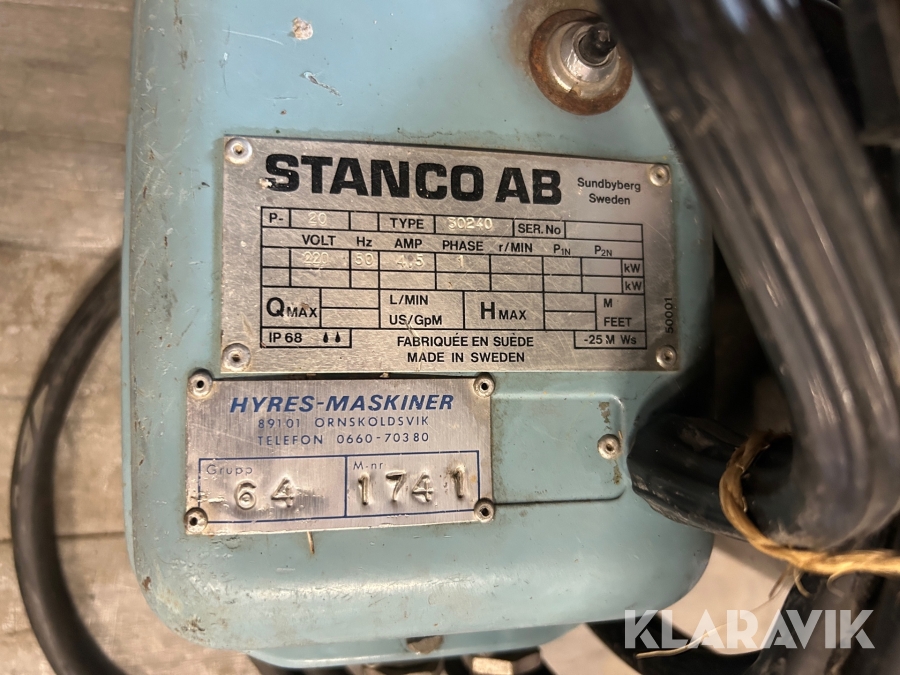 STANCO AB Sundbyberg Sweden
P- 20 TYPE 50240 SER. No
VOLT Hz AMP PHASE r/MIN P1N P2N
220 50 4.5 1 kW
kW
QMAX L/MIN HMAX M
US/GpM FEET
IP 68 FABRIQUÉE EN SUÈDE -25 M Ws
MADE IN SWEDEN
50001
HYRES-MASKINER
89101 ORNSKOLDSVIK
TELEFON 0660-70380
Grupp M-nr
64 1741
KLARAVIK